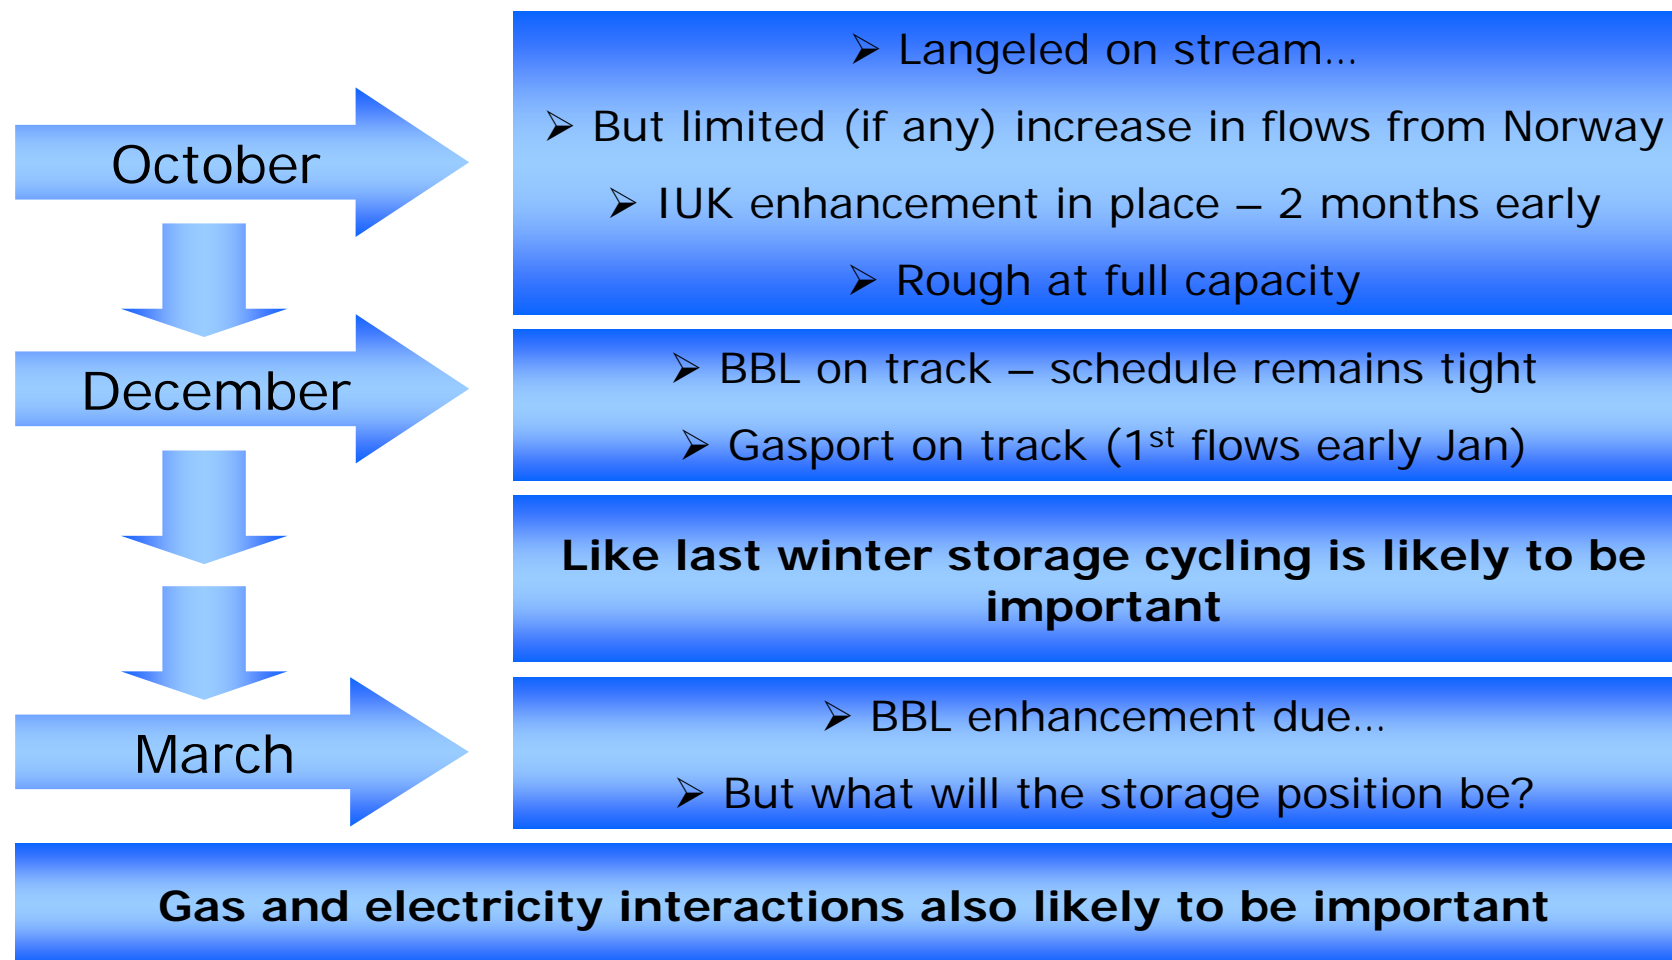 October
➢ Langeled on stream...
➢ But limited (if any) increase in flows from Norway
➢ IUK enhancement in place – 2 months early
➢ Rough at full capacity
December
➢ BBL on track – schedule remains tight
➢ Gasport on track (1st flows early Jan)
Like last winter storage cycling is likely to be
important
March
➢ BBL enhancement due...
➢ But what will the storage position be?
Gas and electricity interactions also likely to be important